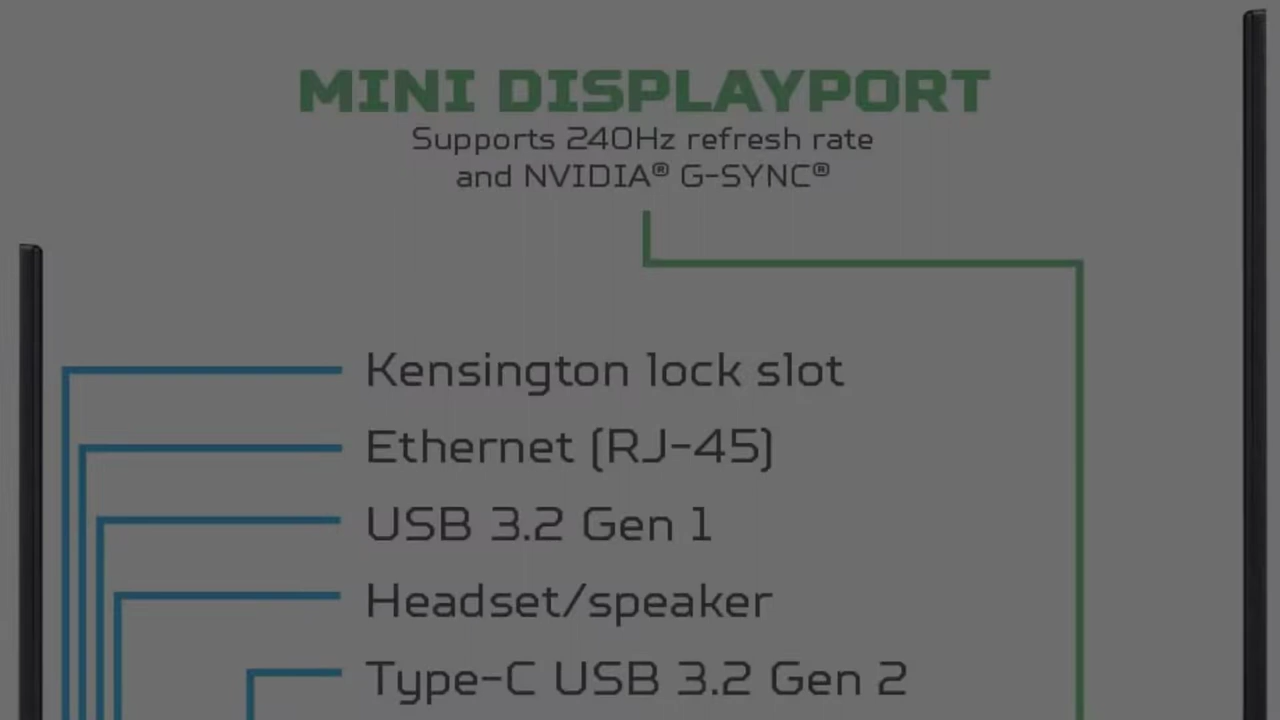 MINI DISPLAYPORT
Supports 240Hz refresh rate
and NVIDIA® G-SYNC®
Kensington lock slot
Ethernet (RJ-45)
USB 3.2 Gen 1
Headset/speaker
Type-C USB 3.2 Gen 2